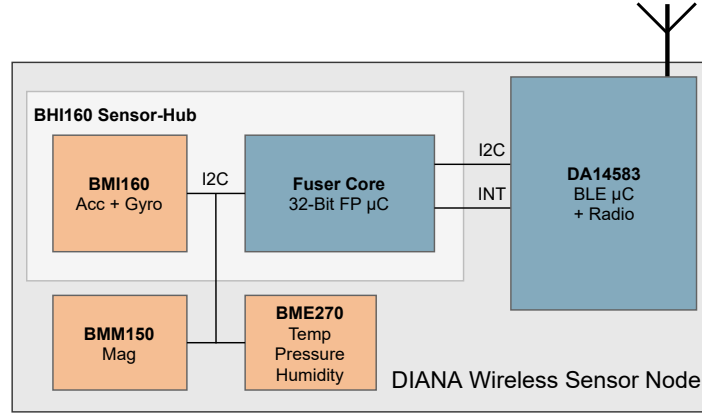 BHI160 Sensor-Hub
BMI160
Acc + Gyro
I2C
Fuser Core
32-Bit FP µC
I2C
INT
DA14583
BLE µC
+ Radio
BMM150
Mag
BME270
Temp
Pressure
Humidity
DIANA Wireless Sensor Node